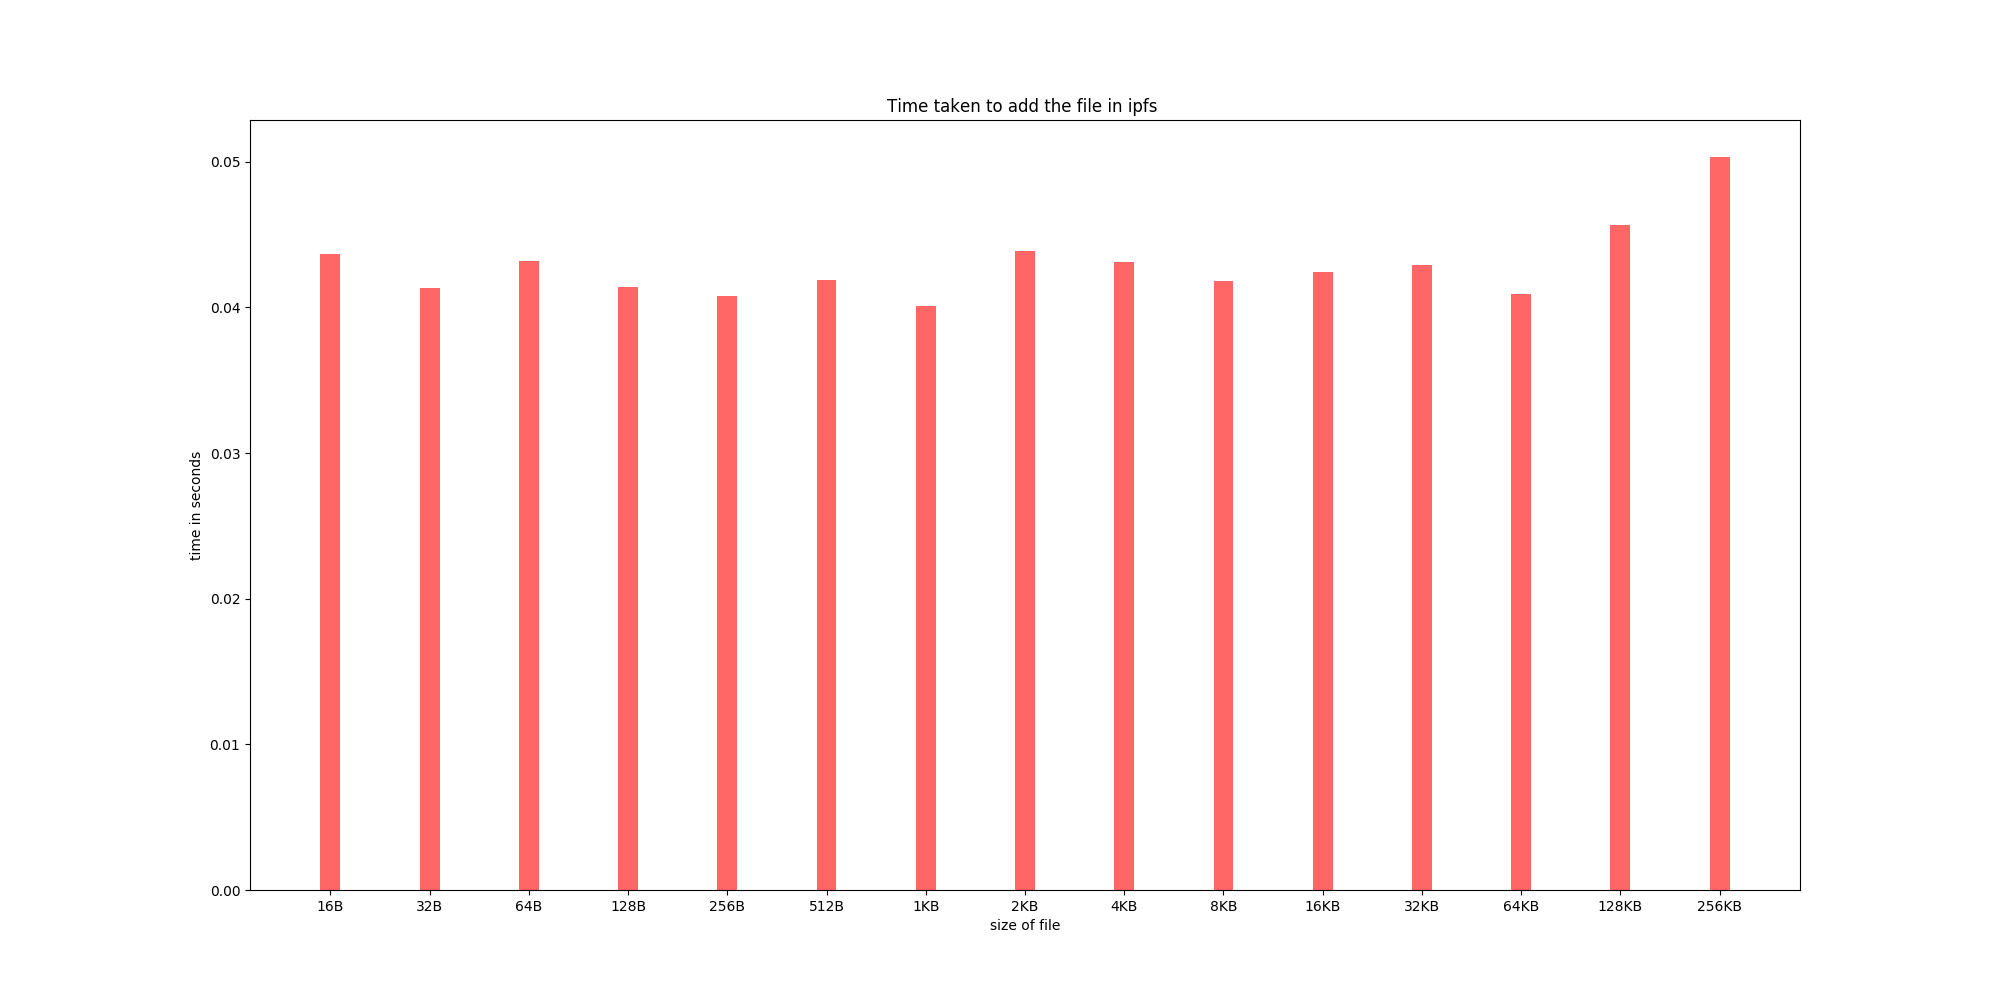 Time taken to add the file in ipfs
time in seconds
0.05
0.04
0.03
0.02
0.01
0.00
16B 32B 64B 128B 256B 512B 1KB 2KB 4KB 8KB 16KB 32KB 64KB 128KB 256KB
size of file